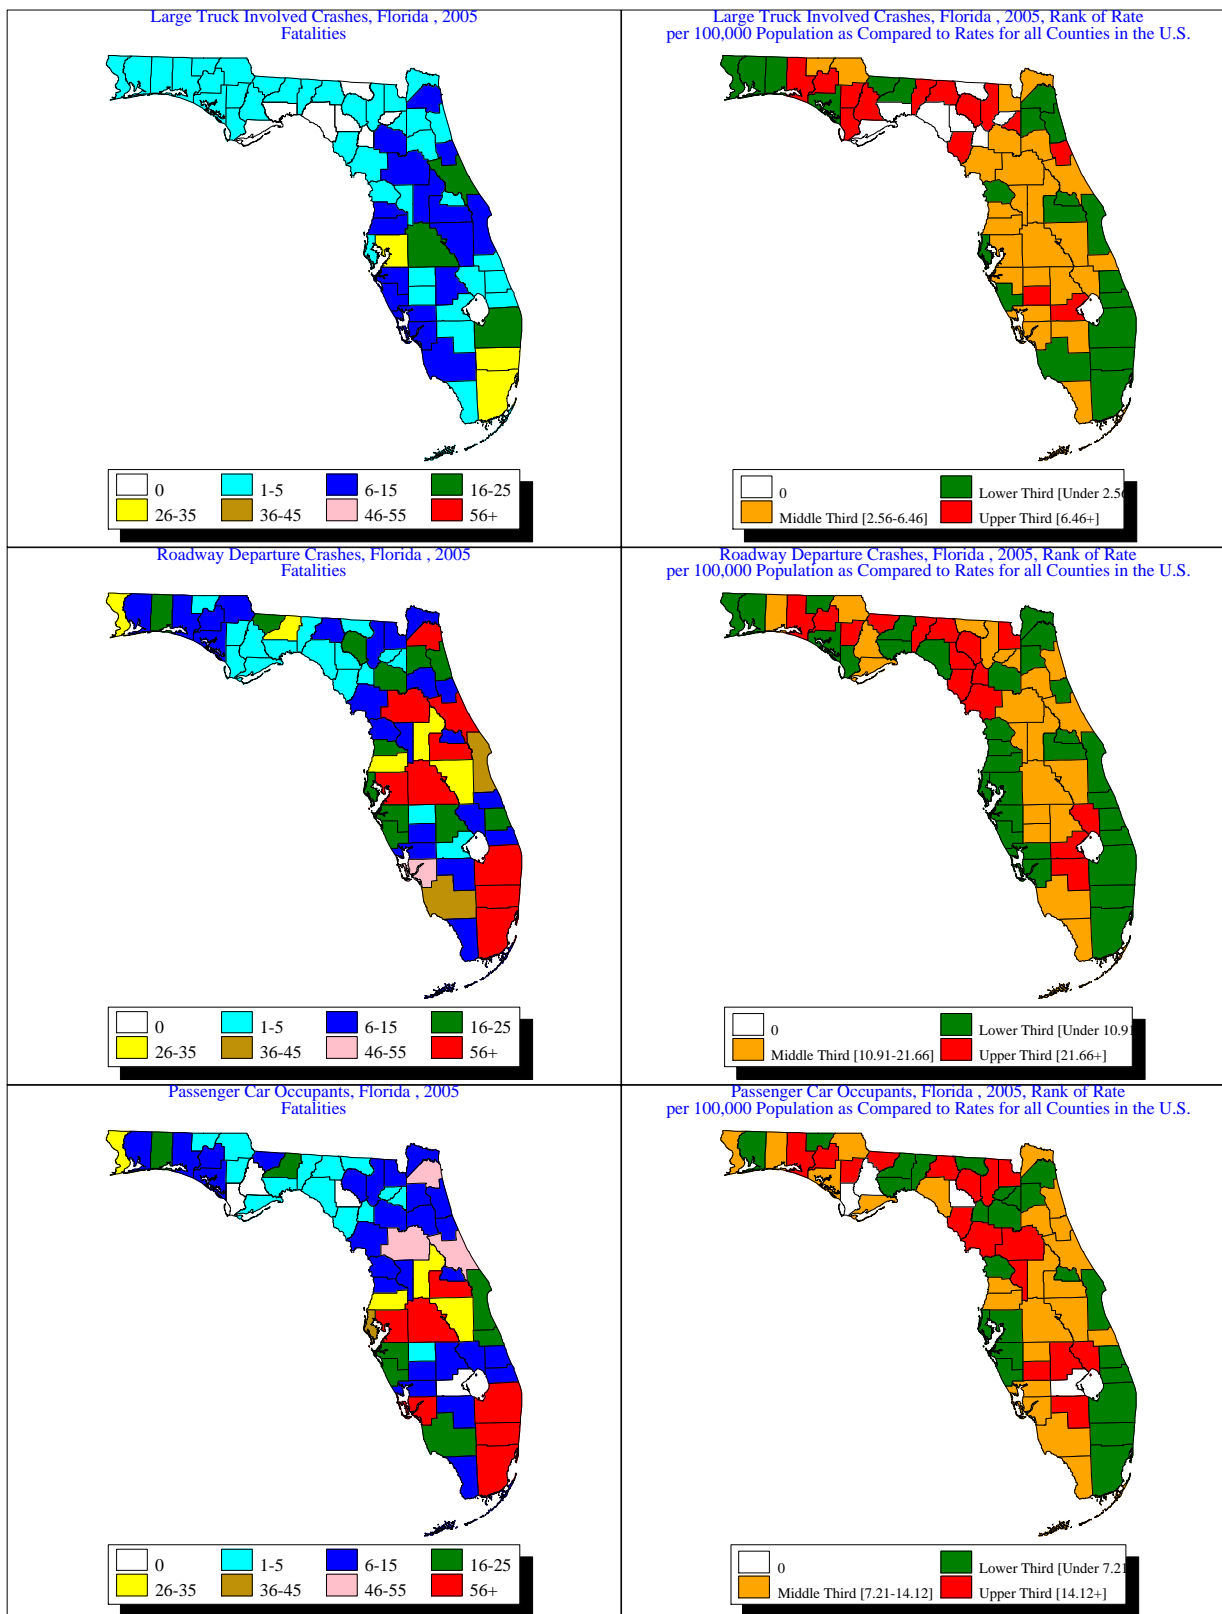 Large Truck Involved Crashes, Florida , 2005
Fatalities
0
1-5
6-15
16-25
26-35
36-45
46-55
56+
Large Truck Involved Crashes, Florida , 2005, Rank of Rate
per 100,000 Population as Compared to Rates for all Counties in the U.S.
0
Lower Third [Under 2.56
Middle Third [2.56-6.46]
Upper Third [6.46+]
Roadway Departure Crashes, Florida , 2005
Fatalities
0
1-5
6-15
16-25
26-35
36-45
46-55
56+
Roadway Departure Crashes, Florida , 2005, Rank of Rate
per 100,000 Population as Compared to Rates for all Counties in the U.S.
0
Lower Third [Under 10.91
Middle Third [10.91-21.66]
Upper Third [21.66+]
Passenger Car Occupants, Florida , 2005
Fatalities
0
1-5
6-15
16-25
26-35
36-45
46-55
56+
Passenger Car Occupants, Florida , 2005, Rank of Rate
per 100,000 Population as Compared to Rates for all Counties in the U.S.
0
Lower Third [Under 7.21
Middle Third [7.21-14.12]
Upper Third [14.12+]